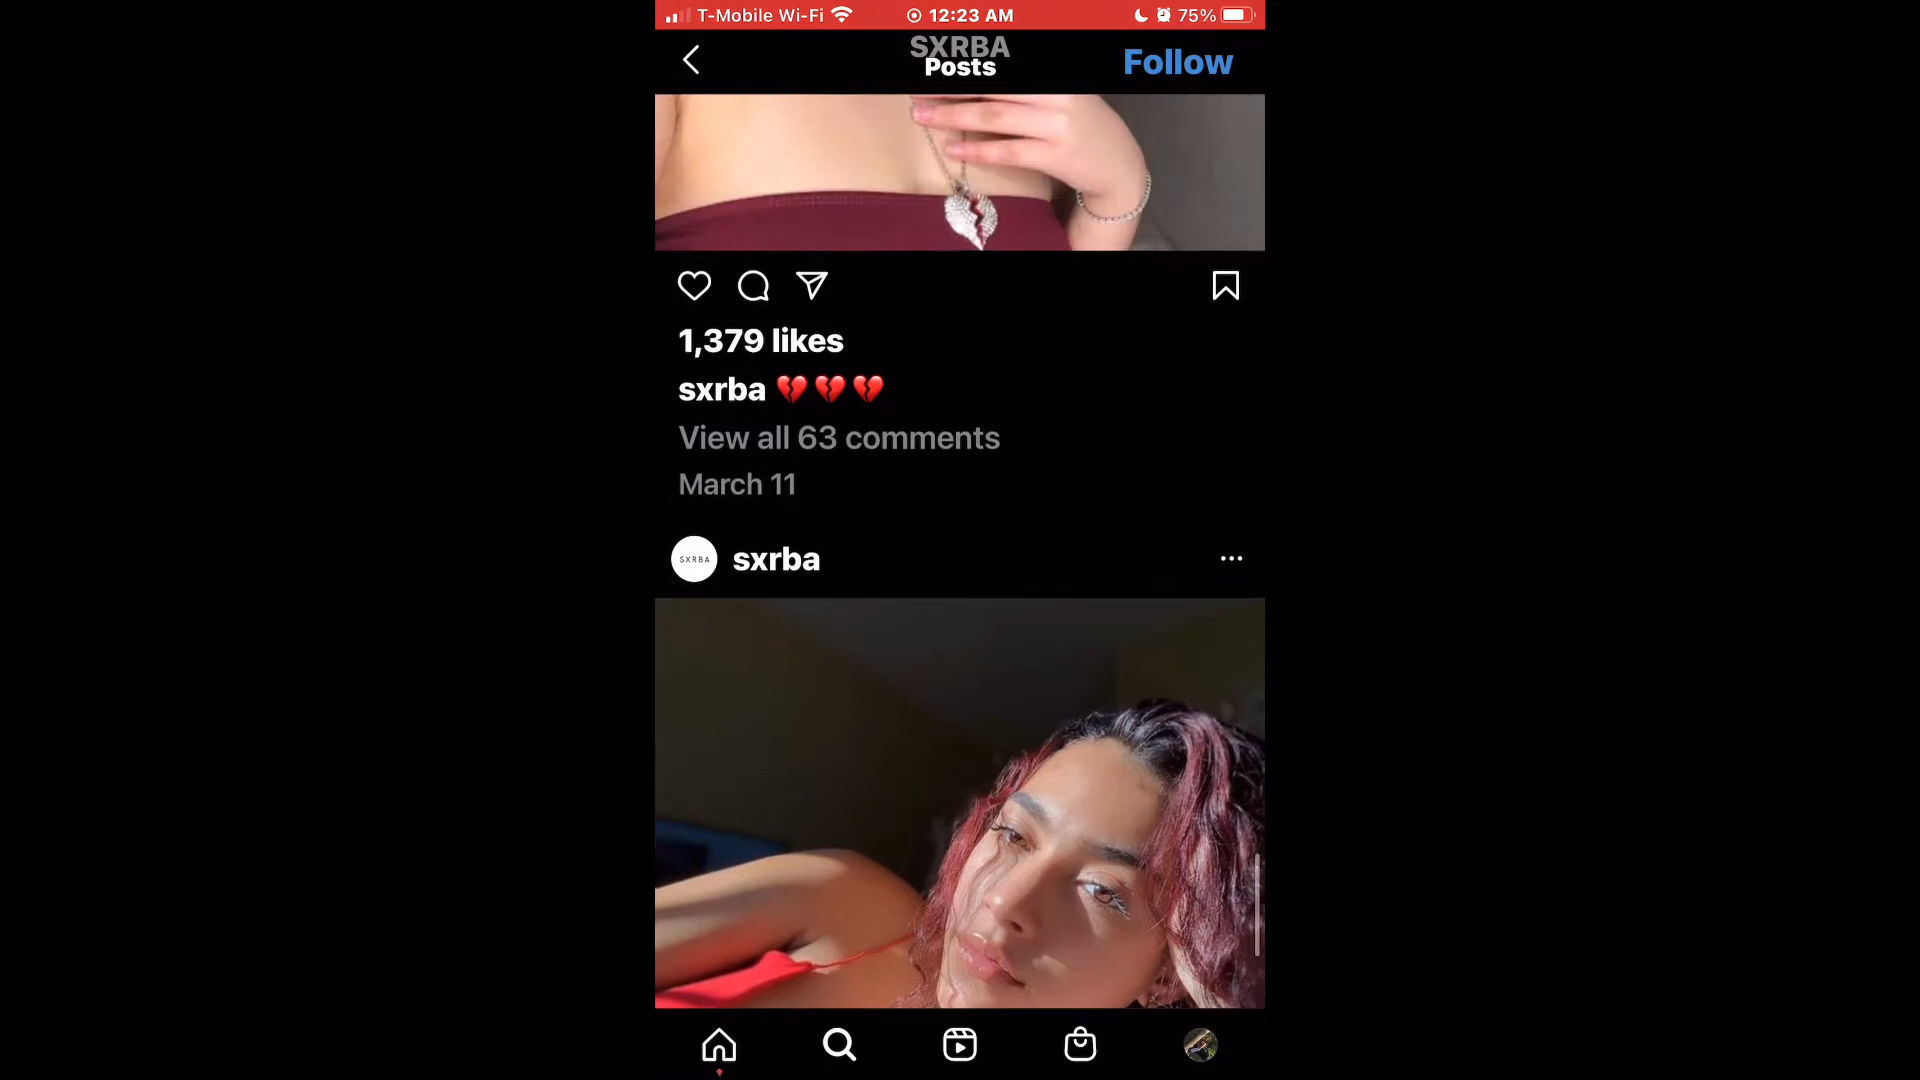 T-Mobile Wi-Fi 12:23 AM 75%
SXRBA
Posts
Follow
1,379 likes
sxrba 💔💔💔
View all 63 comments
March 11
SXRBA sxrba ...